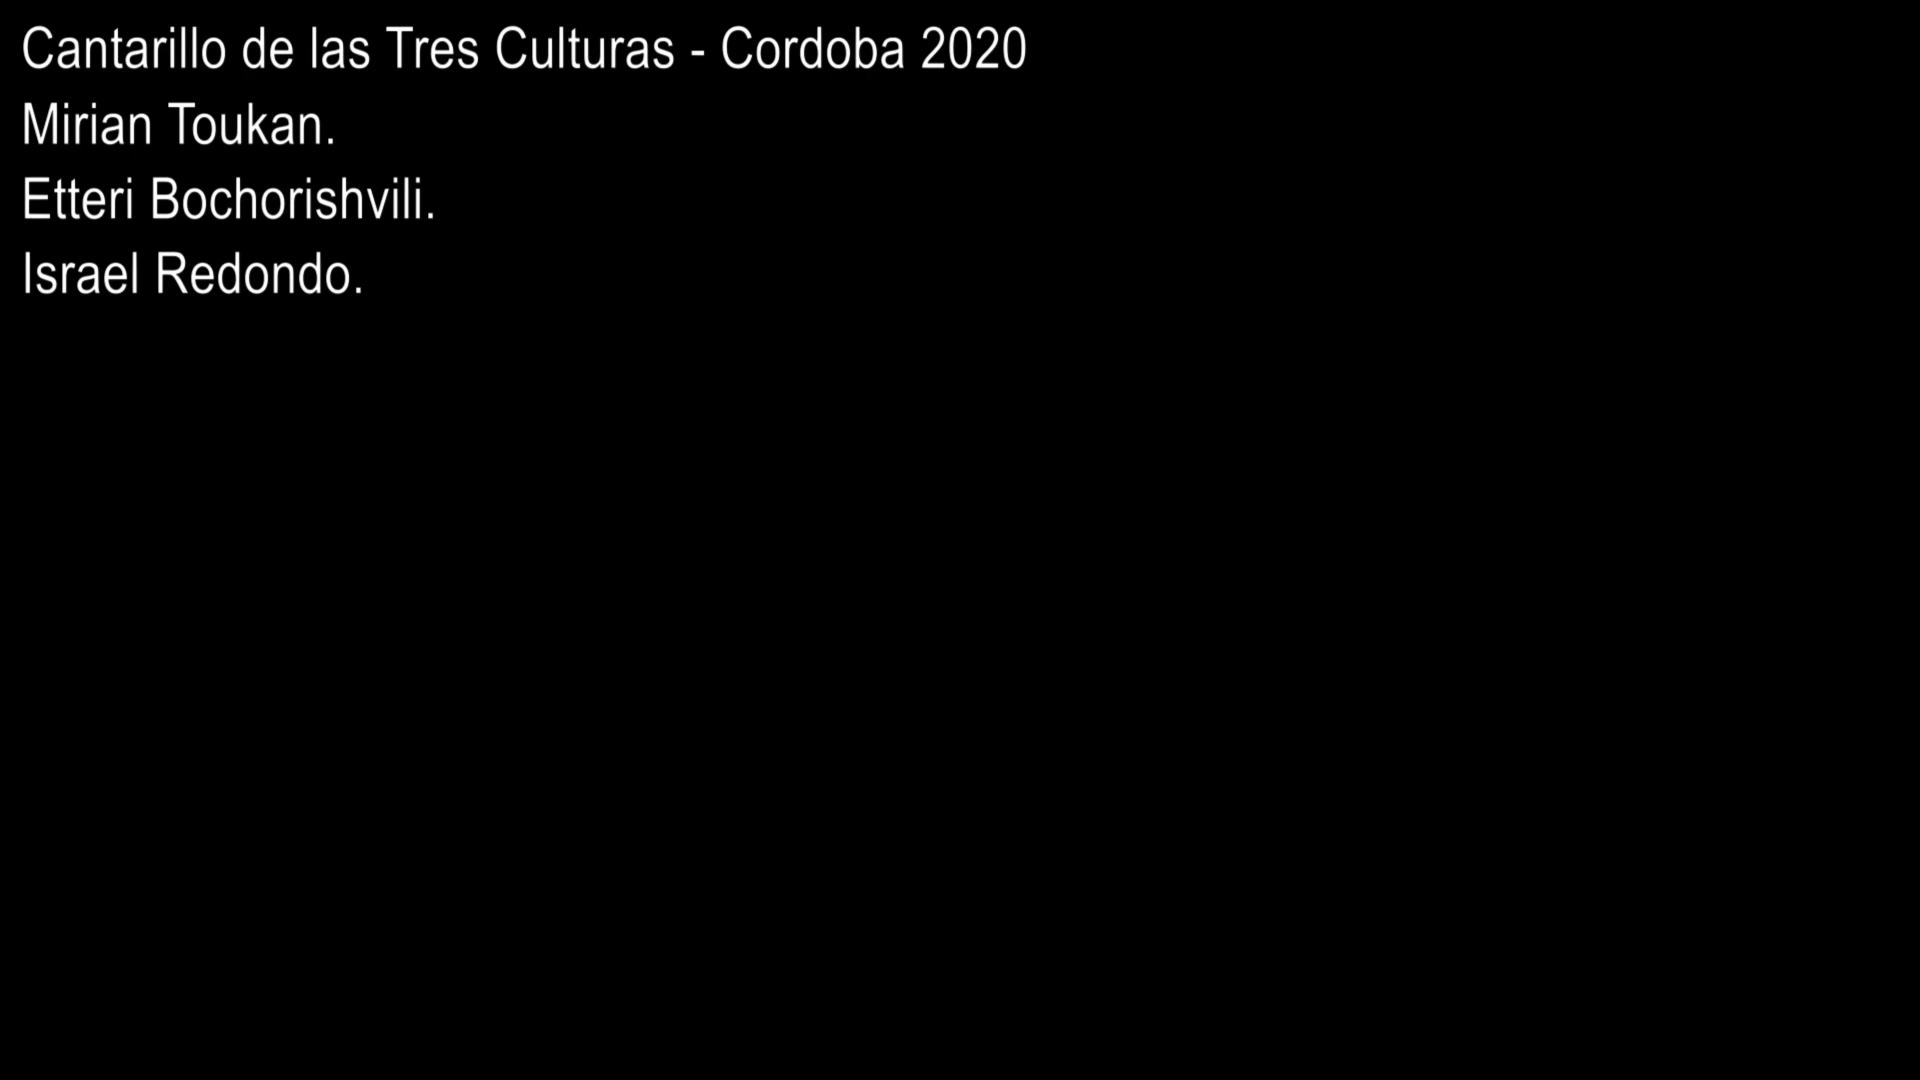 Cantarillo de las Tres Culturas - Cordoba 2020
Mirian Toukan.
Etteri Bochorishvili.
Israel Redondo.